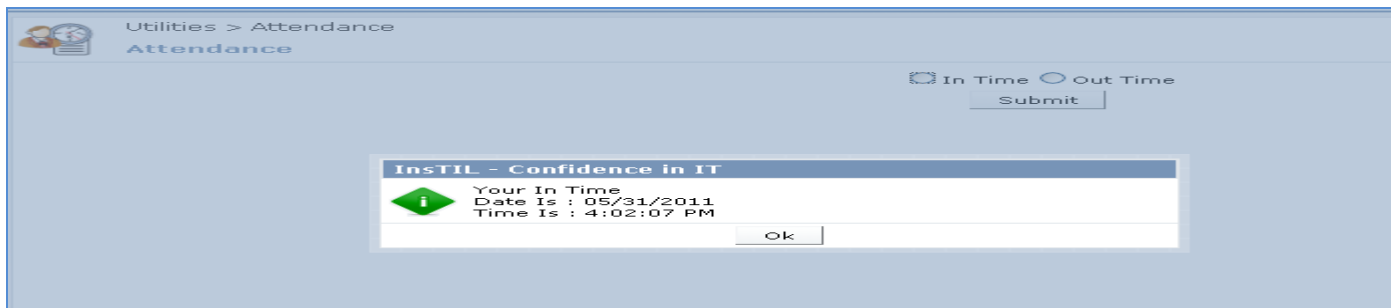 Utilities > Attendance
Attendance
In Time Out Time
Submit
InsTIL - Confidence in IT
Your In Time
Date Is : 05/31/2011
Time Is : 4:02:07 PM
Ok